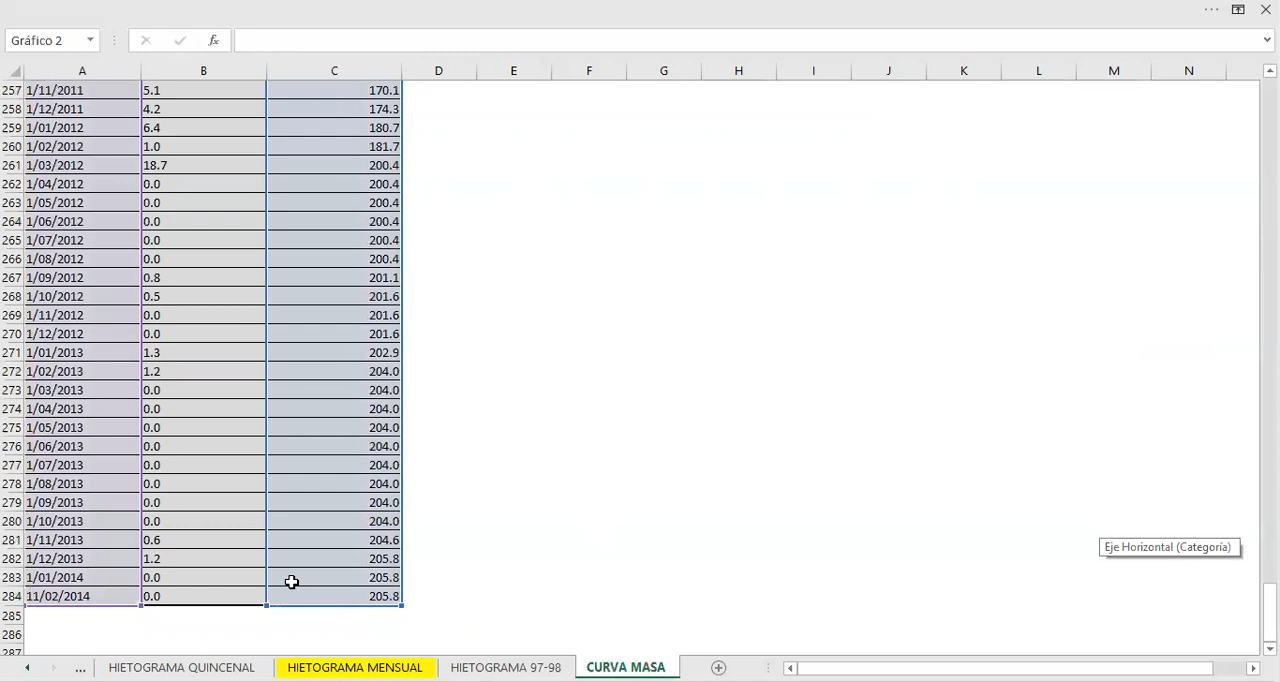 Gráfico 2 fx
A B C D E F G H I J K L M N
257 1/11/2011 5.1 170.1
258 1/12/2011 4.2 174.3
259 1/01/2012 6.4 180.7
260 1/02/2012 1.0 181.7
261 1/03/2012 18.7 200.4
262 1/04/2012 0.0 200.4
263 1/05/2012 0.0 200.4
264 1/06/2012 0.0 200.4
265 1/07/2012 0.0 200.4
266 1/08/2012 0.0 200.4
267 1/09/2012 0.8 201.1
268 1/10/2012 0.5 201.6
269 1/11/2012 0.0 201.6
270 1/12/2012 0.0 201.6
271 1/01/2013 1.3 202.9
272 1/02/2013 1.2 204.0
273 1/03/2013 0.0 204.0
274 1/04/2013 0.0 204.0
275 1/05/2013 0.0 204.0
276 1/06/2013 0.0 204.0
277 1/07/2013 0.0 204.0
278 1/08/2013 0.0 204.0
279 1/09/2013 0.0 204.0
280 1/10/2013 0.0 204.0
281 1/11/2013 0.6 204.6
Eje Horizontal (Categoría)
282 1/12/2013 1.2 205.8
283 1/01/2014 0.0 205.8
284 11/02/2014 0.0 205.8
285
286
287
... HIETOGRAMA QUINCENAL HIETOGRAMA MENSUAL HIETOGRAMA 97-98 CURVA MASA